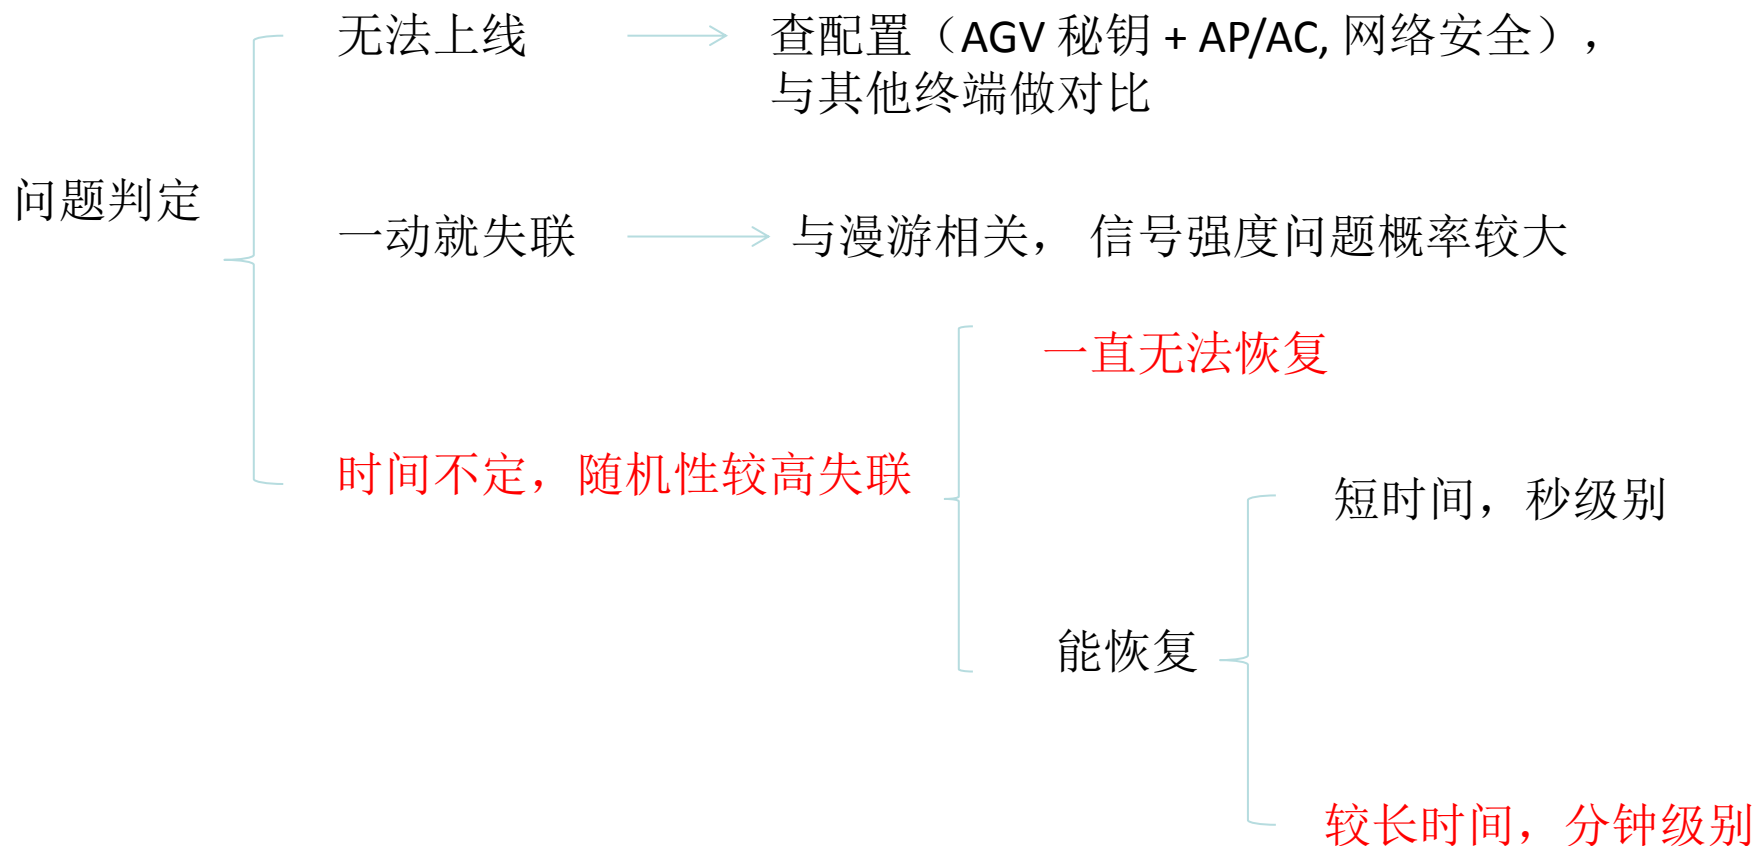 无法上线
查配置（AGV 秘钥 + AP/AC, 网络安全），
与其他终端做对比
问题判定
一动就失联
与漫游相关， 信号强度问题概率较大
一直无法恢复
时间不定，随机性较高失联
短时间，秒级别
能恢复
较长时间，分钟级别